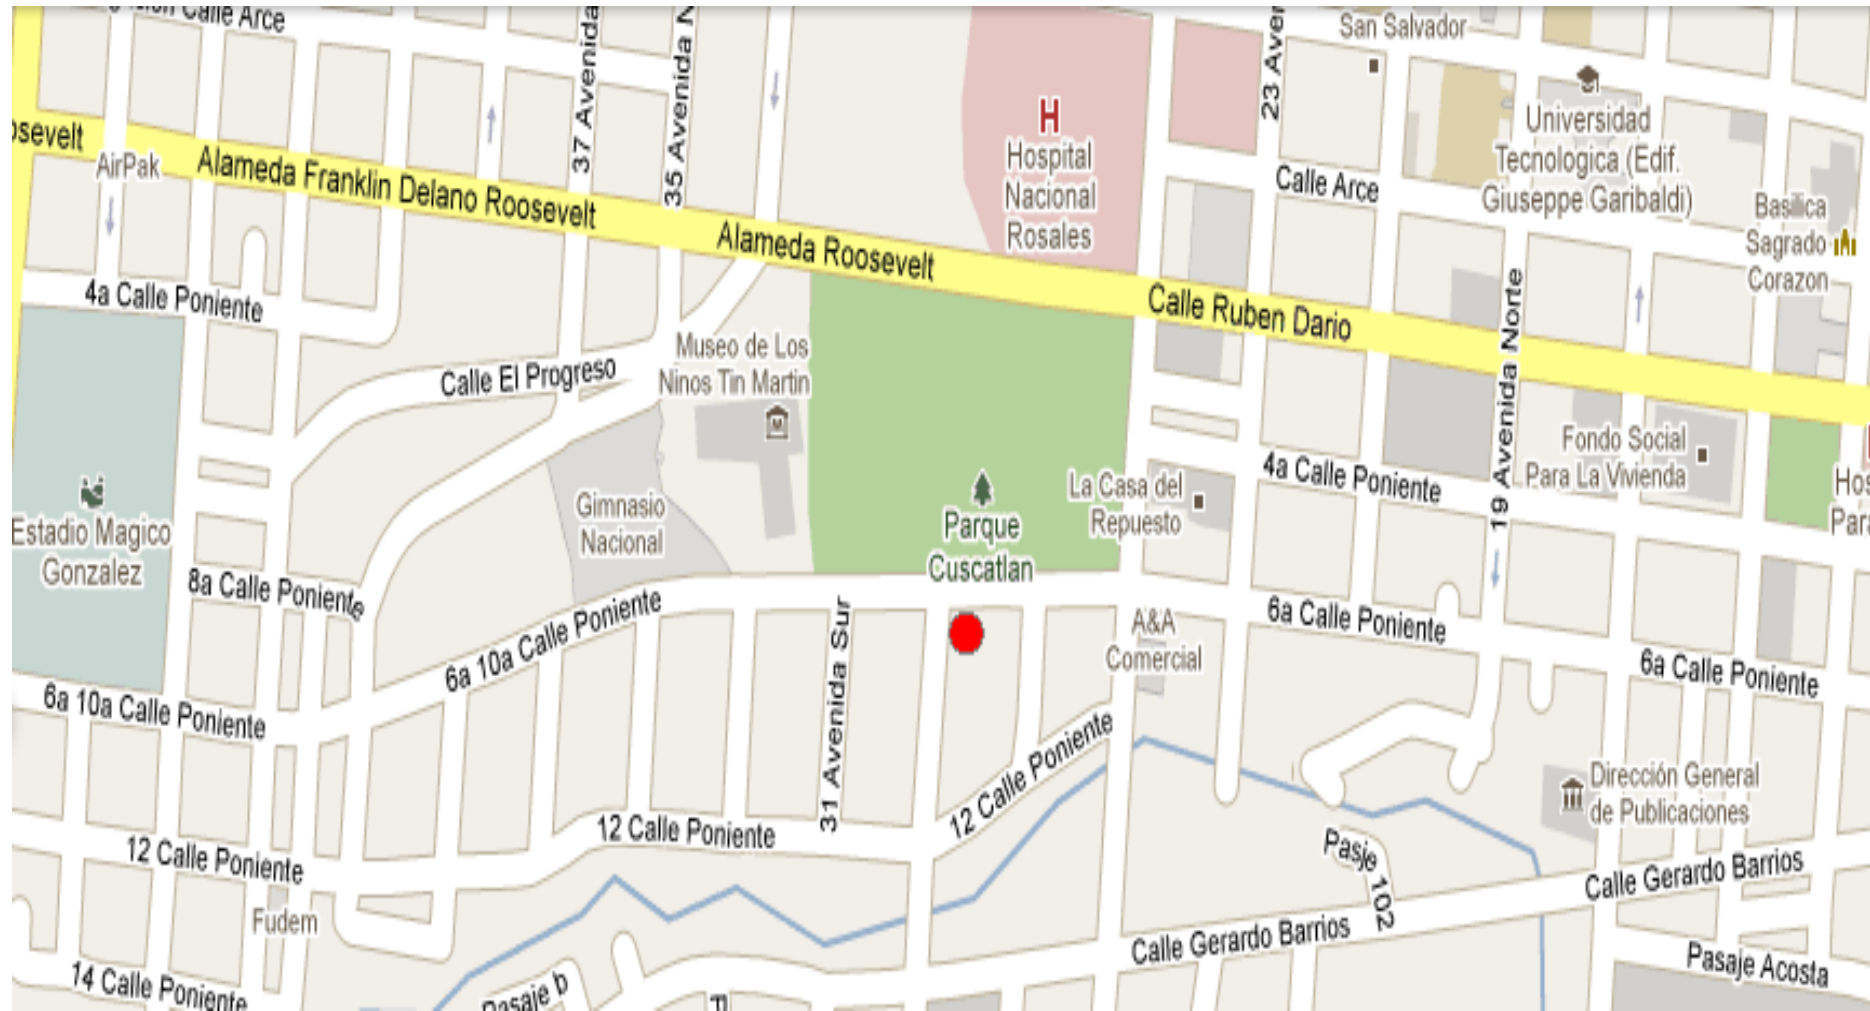 Calle Arce
37 Avenida
35 Avenida N
23 Aven
San Salvador
Universidad
Tecnologica (Edif.
Giuseppe Garibaldi)
H
Hospital
Nacional
Rosales
osevelt
AirPak
Alameda Franklin Delano Roosevelt
Alameda Roosevelt
Calle Arce
Basilica
Sagrado
Corazon
Calle Ruben Dario
19 Avenida Norte
4a Calle Poniente
Calle El Progreso
Museo de Los
Ninos Tin Martin
M
Estadio Magico
Gonzalez
Gimnasio
Nacional
Parque
Cuscatlan
La Casa del
Repuesto
4a Calle Poniente
Fondo Social
Para La Vivienda
Hos
Para
8a Calle Poniente
6a 10a Calle Poniente
31 Avenida Sur
A&A
Comercial
6a Calle Poniente
6a Calle Poniente
6a 10a Calle Poniente
12 Calle Poniente
12 Calle Poniente
12 Calle Poniente
Dirección General
de Publicaciones
Pasje 102
Calle Gerardo Barrios
Calle Gerardo Barrios
Fudem
14 Calle Poniente
Pasaje b
Pasaje Acosta